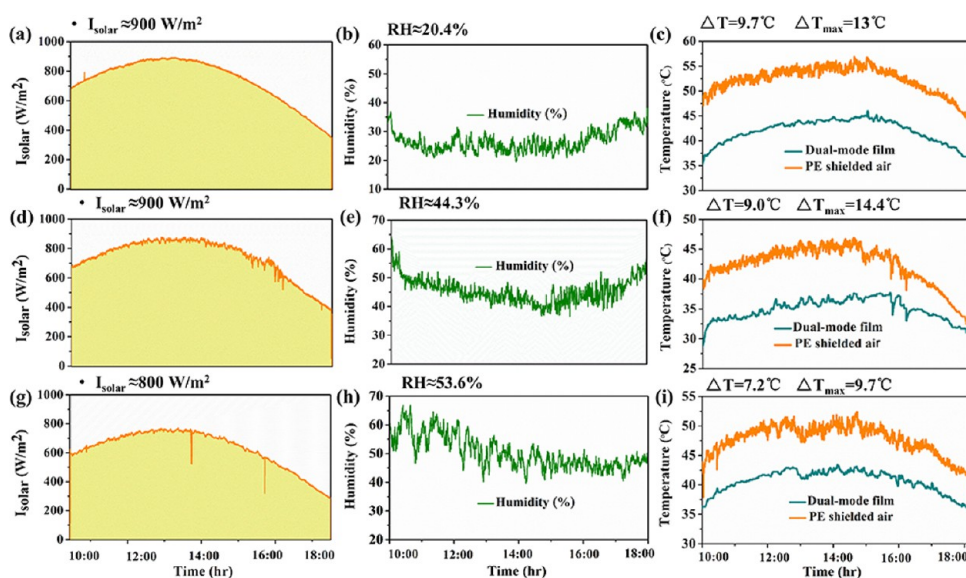 • I_solar ≈900 W/m²
RH≈20.4%
△T=9.7℃ △T_max=13℃
(a)
1000
800
600
400
200
0
I_solar (W/m²)
(b)
60
50
40
30
20
10
Humidity (%)
Humidity (%)
(c)
60
55
50
45
40
35
30
Temperature (℃)
Dual-mode film
PE shielded air
• I_solar ≈900 W/m²
RH≈44.3%
△T=9.0℃ △T_max=14.4℃
(d)
1000
800
600
400
200
0
I_solar (W/m²)
(e)
70
60
50
40
30
20
Humidity (%)
Humidity (%)
(f)
50
45
40
35
30
25
Temperature (℃)
Dual-mode film
PE shielded air
• I_solar ≈800 W/m²
RH≈53.6%
△T=7.2℃ △T_max=9.7℃
(g)
1000
800
600
400
200
0
I_solar (W/m²)
10:00 12:00 14:00 16:00 18:00
Time (hr)
(h)
70
60
50
40
30
20
10
Humidity (%)
Humidity (%)
10:00 12:00 14:00 16:00 18:00
Time (hr)
(i)
55
50
45
40
35
30
Temperature (℃)
Dual-mode film
PE shielded air
10:00 12:00 14:00 16:00 18:00
Time (hr)